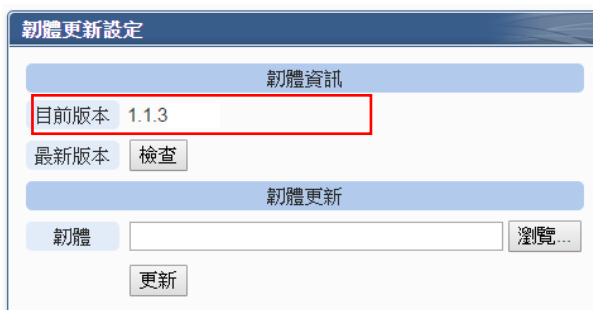 韌體更新設定
韌體資訊
目前版本 1.1.3
最新版本 檢查
韌體更新
韌體 瀏覽...
更新